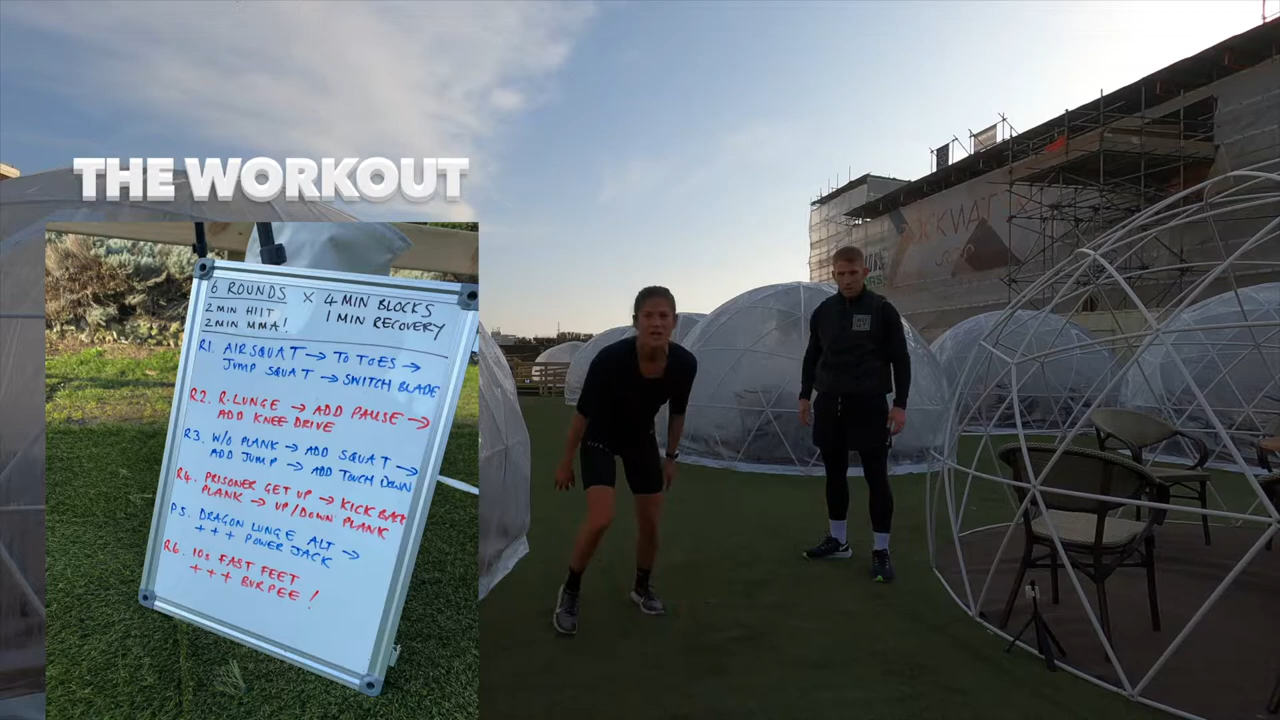 THE WORKOUT
6 ROUNDS X 4 MIN BLOCKS
2 MIN HIIT 1 MIN RECOVERY
2 MIN MMA!
R1. AIR SQUAT → TO TOES →
JUMP SQUAT → SWITCH BLADE
R2. R-LUNGE → ADD PAUSE →
ADD KNEE DRIVE
R3. W/O PLANK → ADD SQUAT →
ADD JUMP → ADD TOUCH DOWN
R4. PRISONER GET UP → KICK BACK
PLANK → UP/DOWN PLANK
R5. DRAGON LUNGE ALT →
+++ POWER JACK
R6. 10s FAST FEET
+++ BURPEE!